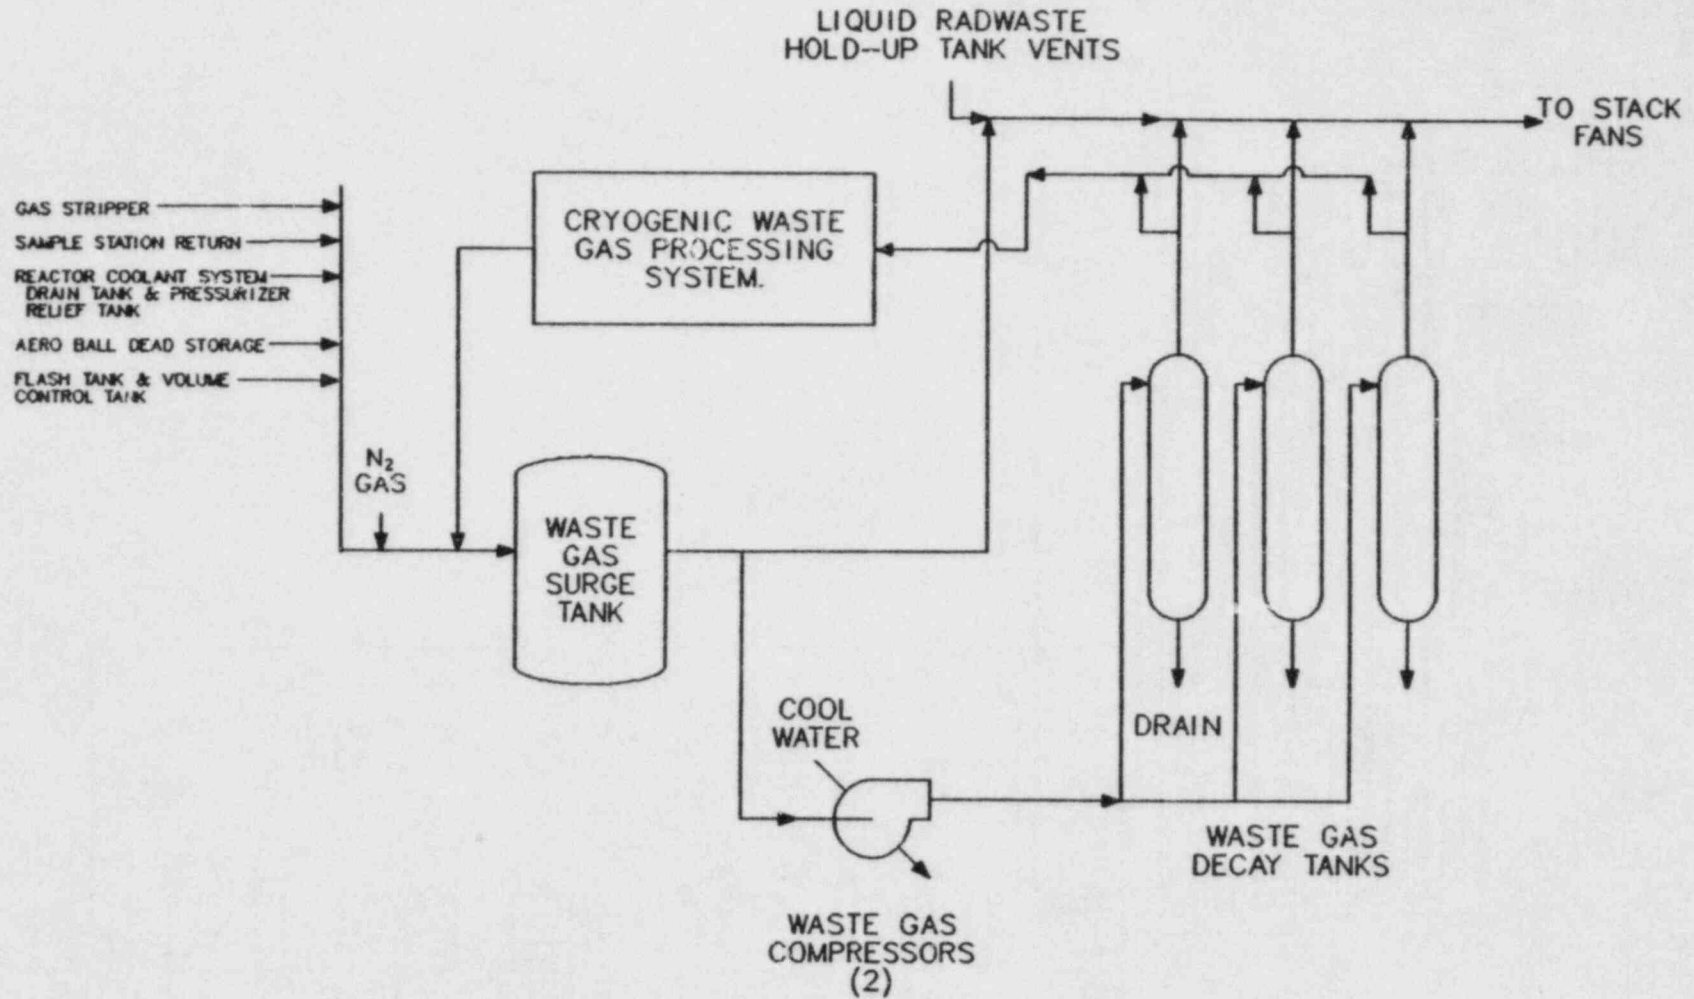 LIQUID RADWASTE
HOLD--UP TANK VENTS
TO STACK
FANS
CRYOGENIC WASTE
GAS PROCESSING
SYSTEM.
GAS STRIPPER
SAMPLE STATION RETURN
REACTOR COOLANT SYSTEM
DRAIN TANK & PRESSURIZER
RELIEF TANK
AERO BALL DEAD STORAGE
FLASH TANK & VOLUME
CONTROL TANK
N₂
GAS
WASTE
GAS
SURGE
TANK
COOL
WATER
DRAIN
WASTE GAS
DECAY TANKS
WASTE GAS
COMPRESSORS
(2)